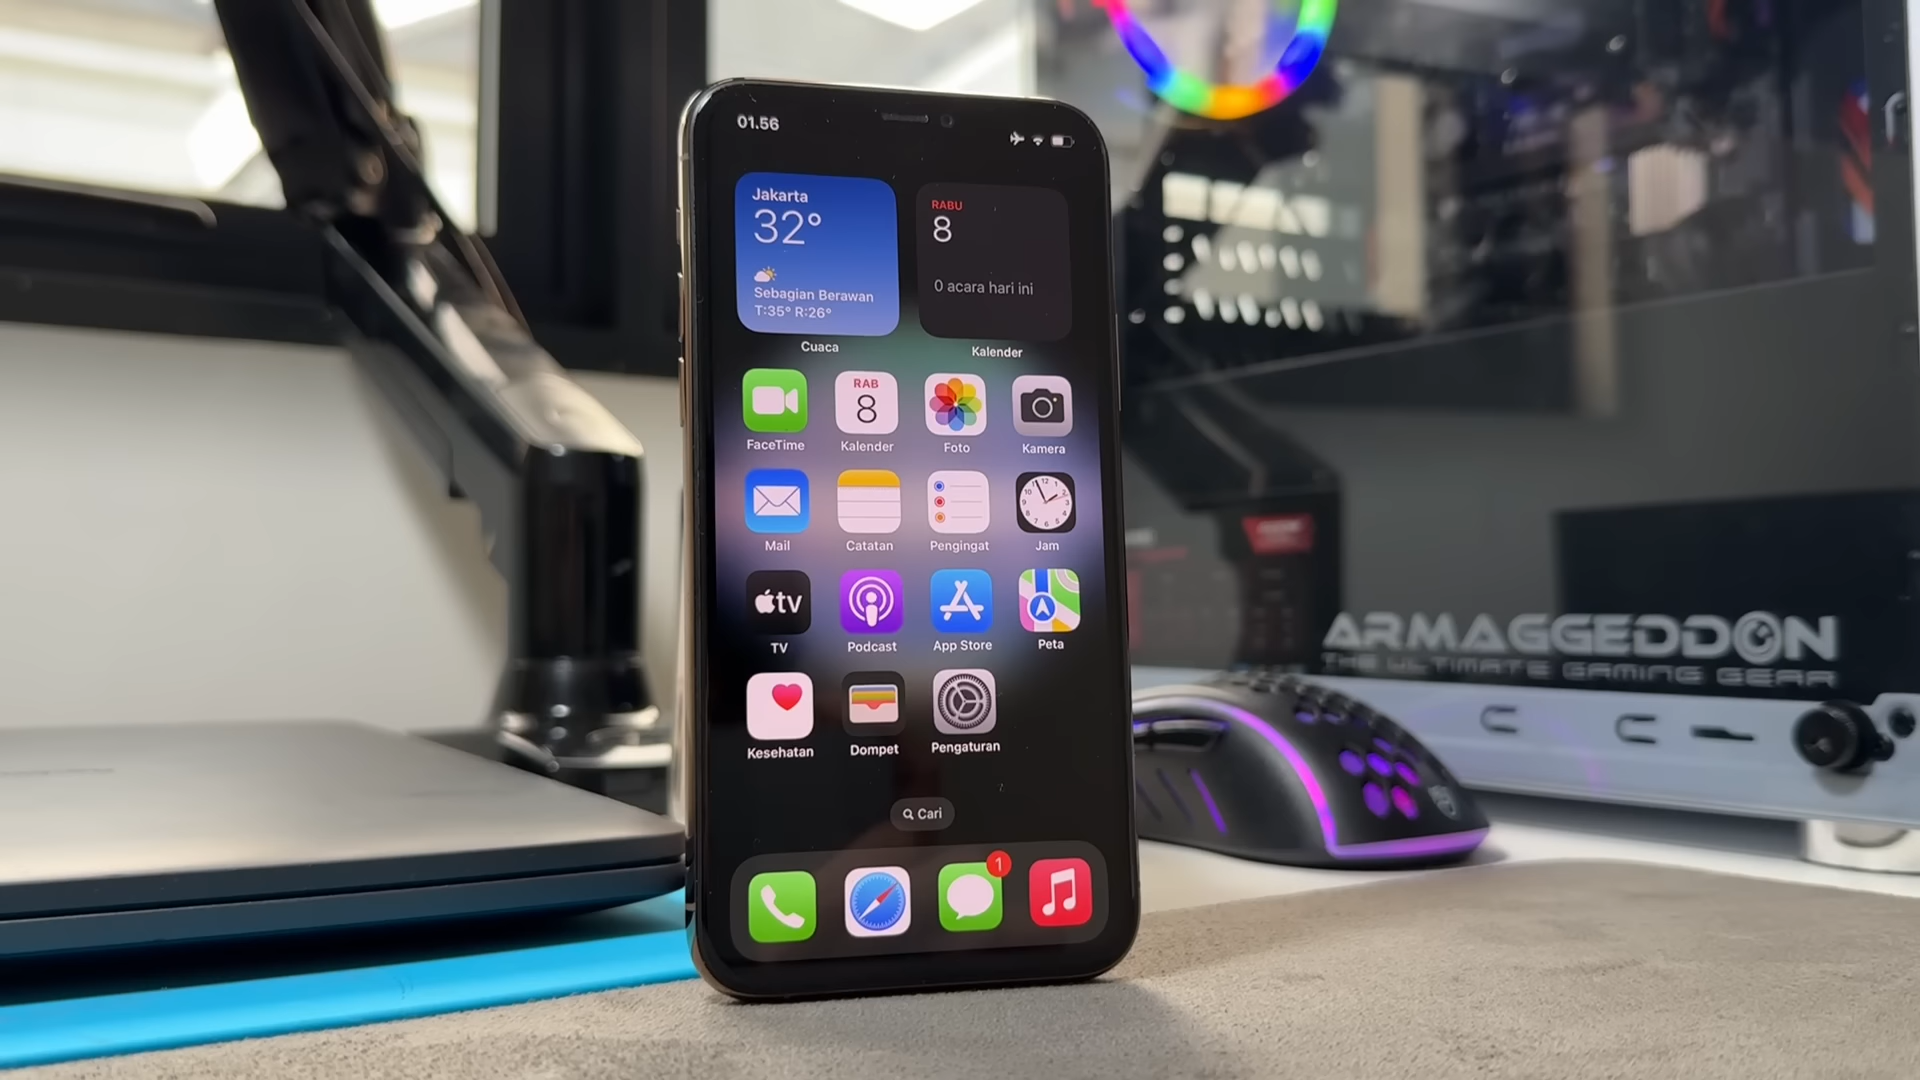 01.56
Jakarta
32°
Sebagian Berawan
T:35° R:26°
Cuaca
RABU
8
0 acara hari ini
Kalender
FaceTime
RAB
8
Kalender
Foto
Kamera
Mail
Catatan
Pengingat
Jam
tv
TV
Podcast
App Store
Peta
Kesehatan
Dompet
Pengaturan
Cari
1
ARMAGGEDDON
THE ULTIMATE GAMING GEAR